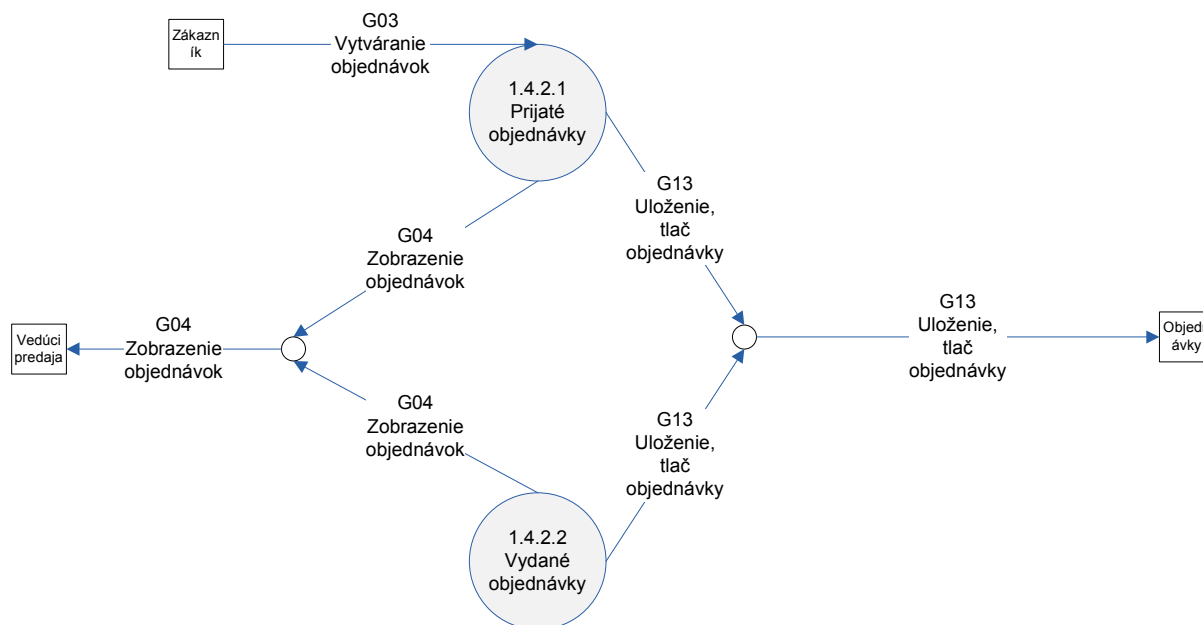 Zákazn
ík
G03
Vytváranie
objednávok
1.4.2.1
Prijaté
objednávky
G13
Uloženie,
tlač
objednávky
G04
Zobrazenie
objednávok
Vedúci
predaja
G04
Zobrazenie
objednávok
G13
Uloženie,
tlač
objednávky
Objedn
ávky
G04
Zobrazenie
objednávok
G13
Uloženie,
tlač
objednávky
1.4.2.2
Vydané
objednávky